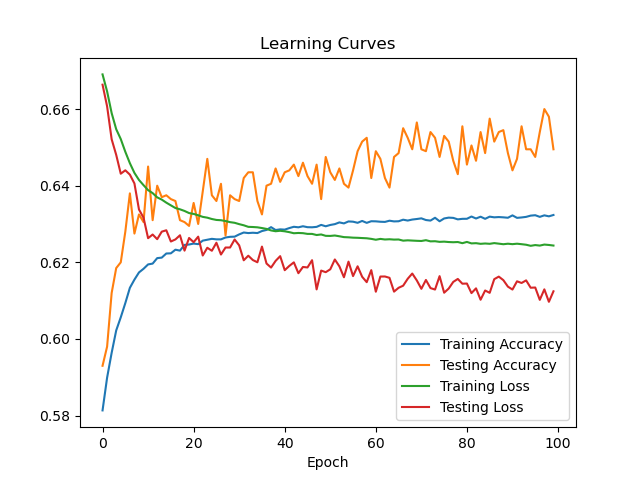 Learning Curves
0.66
0.64
0.62
0.60
0.58
Training Accuracy
Testing Accuracy
Training Loss
Testing Loss
0 20 40 60 80 100
Epoch